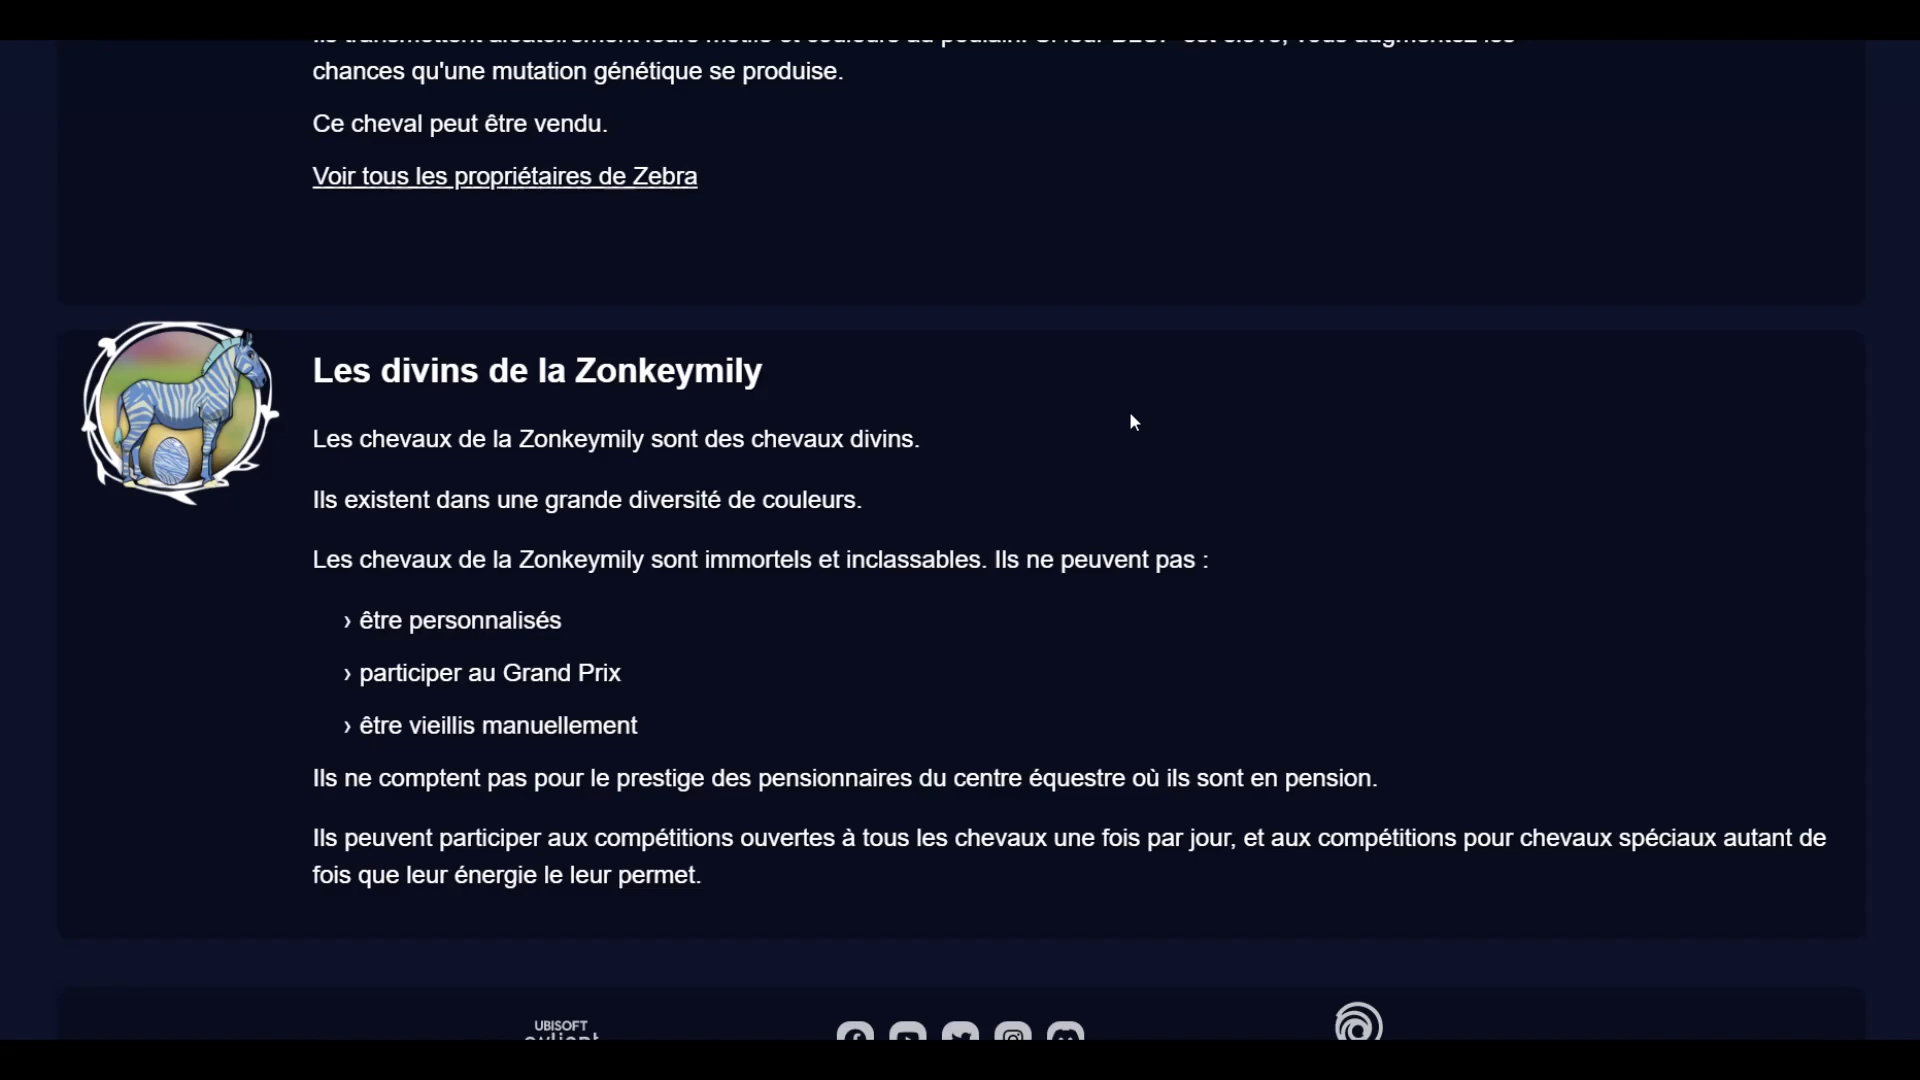 chances qu'une mutation génétique se produise.
Ce cheval peut être vendu.
Voir tous les propriétaires de Zebra
Les divins de la Zonkeymily
Les chevaux de la Zonkeymily sont des chevaux divins.
Ils existent dans une grande diversité de couleurs.
Les chevaux de la Zonkeymily sont immortels et inclassables. Ils ne peuvent pas :
› être personnalisés
› participer au Grand Prix
› être vieillis manuellement
Ils ne comptent pas pour le prestige des pensionnaires du centre équestre où ils sont en pension.
Ils peuvent participer aux compétitions ouvertes à tous les chevaux une fois par jour, et aux compétitions pour chevaux spéciaux autant de
fois que leur énergie le leur permet.
UBISOFT